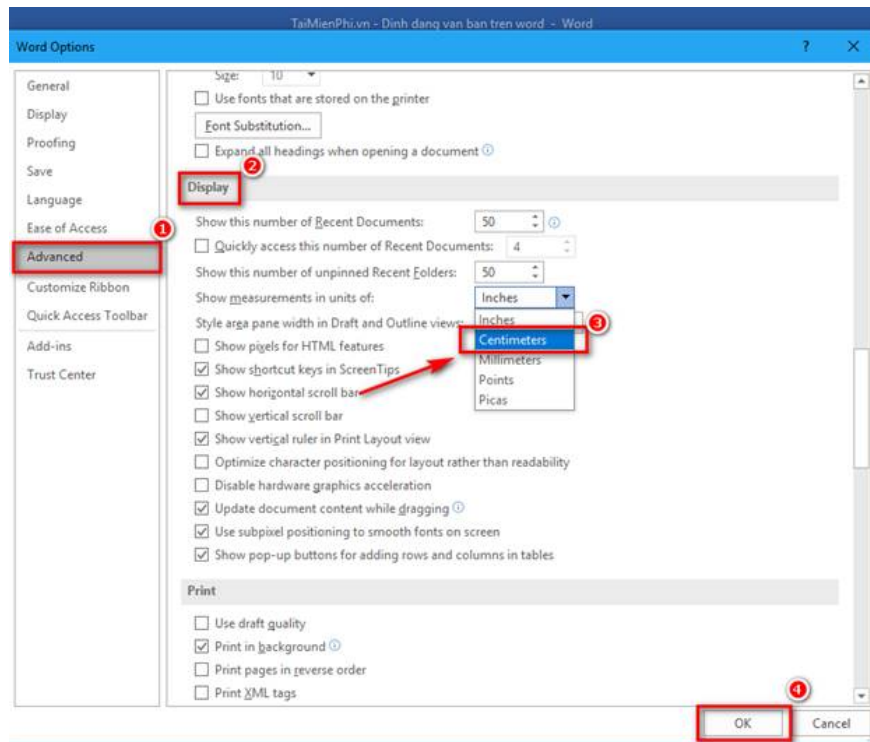 TaiMienPhi.vn - Dinh dang van ban tren word - Word
Word Options ? ×
General
Display
Proofing
Save
Language
Ease of Access
1
Advanced
Customize Ribbon
Quick Access Toolbar
Add-ins
Trust Center
Size: 10
Use fonts that are stored on the printer
Font Substitution...
Expand all headings when opening a document
2
Display
Show this number of Recent Documents: 50
Quickly access this number of Recent Documents: 4
Show this number of unpinned Recent Folders: 50
Show measurements in units of: Inches
Style area pane width in Draft and Outline views:
Inches
3
Centimeters
Millimeters
Points
Picas
Show pixels for HTML features
Show shortcut keys in ScreenTips
Show horizontal scroll bar
Show vertical scroll bar
Show vertical ruler in Print Layout view
Optimize character positioning for layout rather than readability
Disable hardware graphics acceleration
Update document content while dragging
Use subpixel positioning to smooth fonts on screen
Show pop-up buttons for adding rows and columns in tables
Print
Use draft quality
Print in background
Print pages in reverse order
Print XML tags
4
OK Cancel